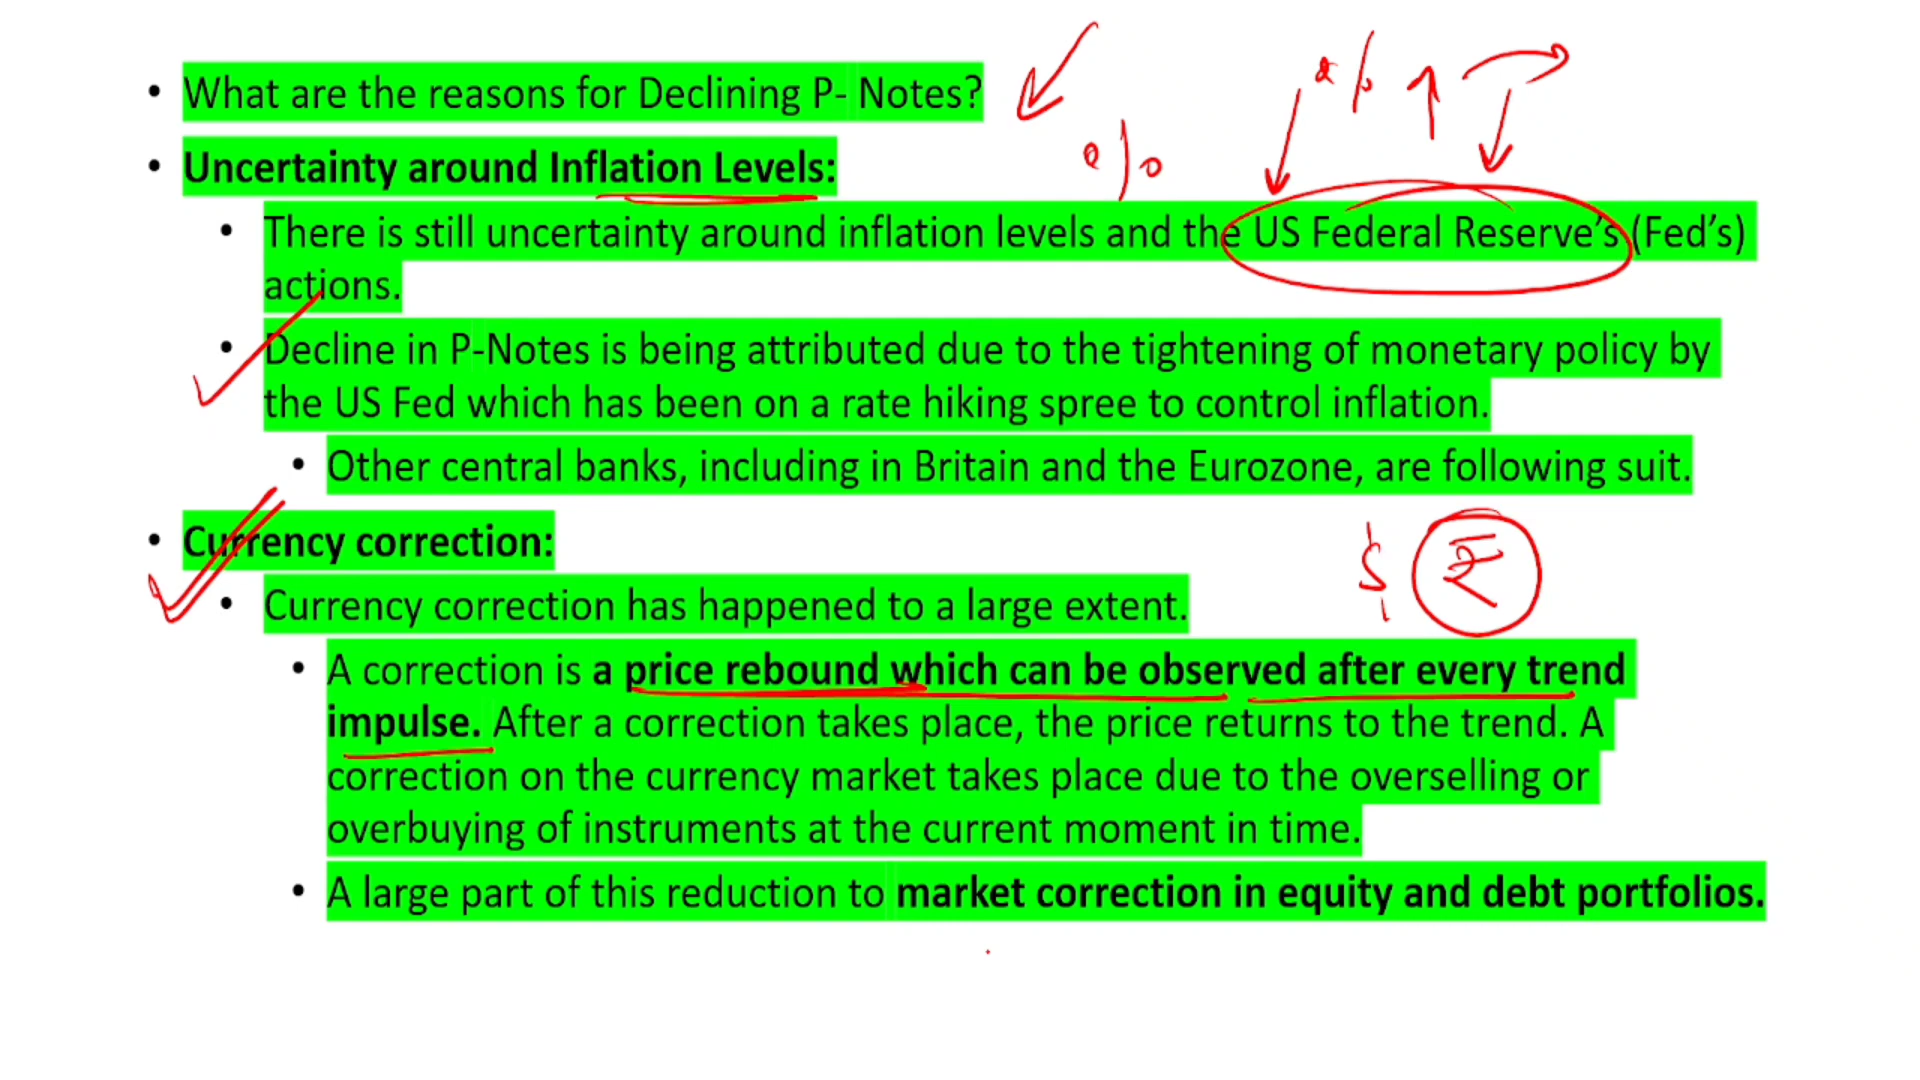 • What are the reasons for Declining P- Notes?
• Uncertainty around Inflation Levels:
• There is still uncertainty around inflation levels and the US Federal Reserve’s (Fed’s)
actions.
• Decline in P-Notes is being attributed due to the tightening of monetary policy by
the US Fed which has been on a rate hiking spree to control inflation.
• Other central banks, including in Britain and the Eurozone, are following suit.
• Currency correction:
$ ₹
• Currency correction has happened to a large extent.
• A correction is a price rebound which can be observed after every trend
impulse. After a correction takes place, the price returns to the trend. A
correction on the currency market takes place due to the overselling or
overbuying of instruments at the current moment in time.
• A large part of this reduction to market correction in equity and debt portfolios.